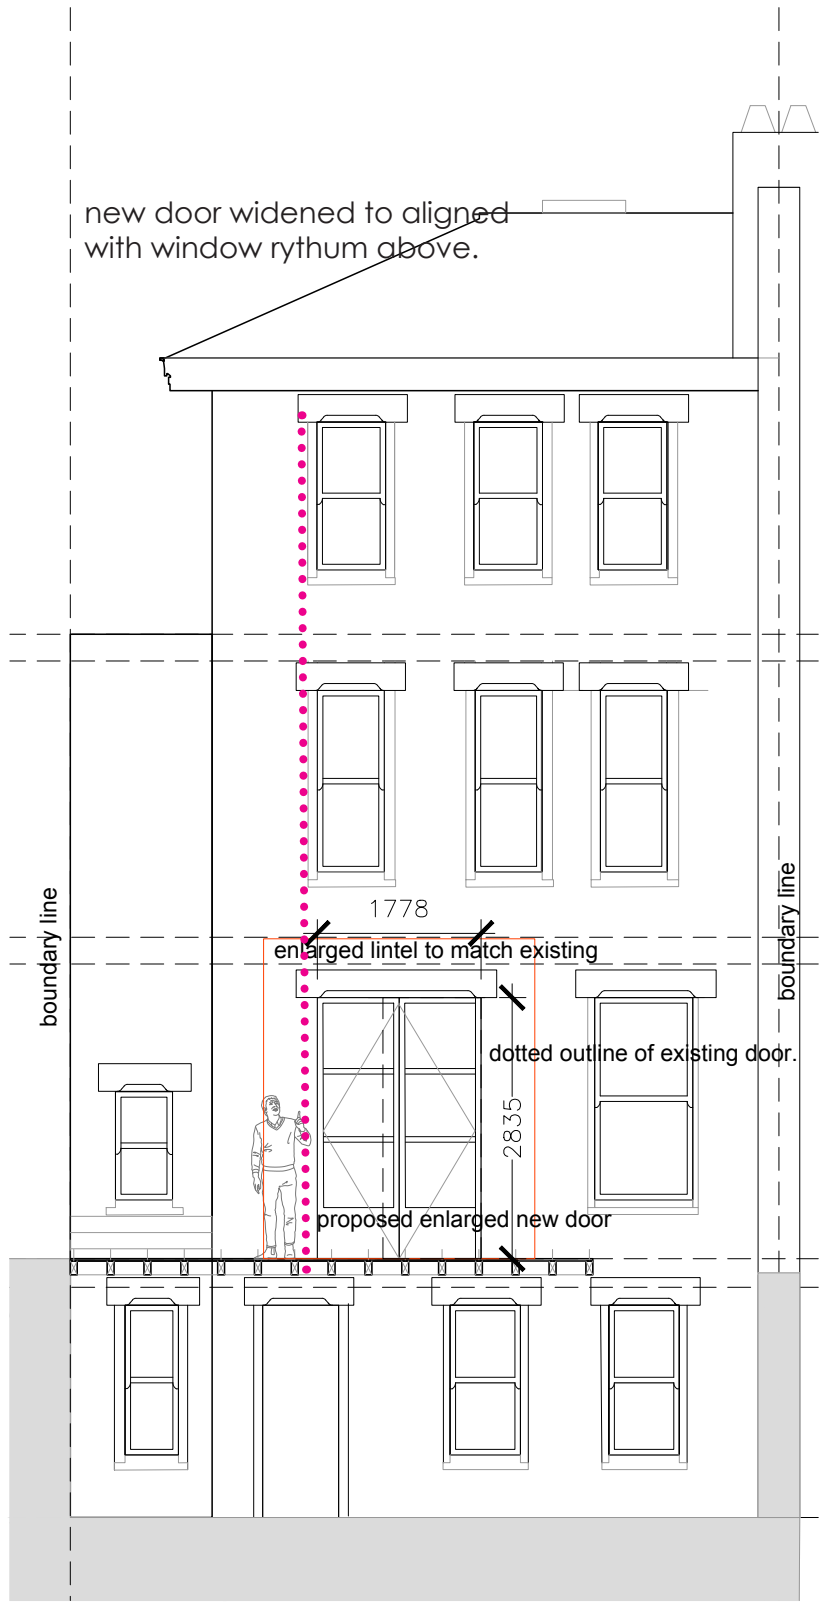 new door widened to aligned
with window rythum above.
boundary line
boundary line
1778
enlarged lintel to match existing
dotted outline of existing door.
2835
proposed enlarged new door